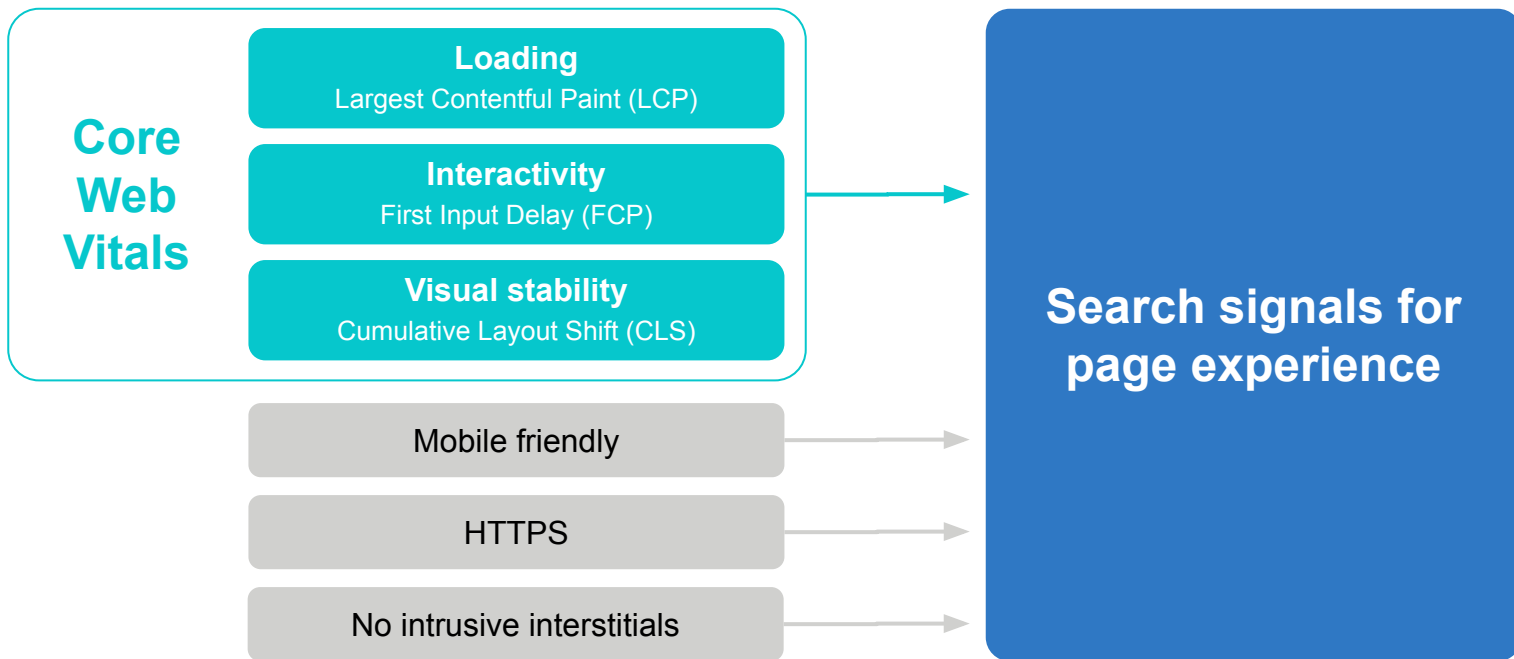 Core
Web
Vitals
Loading
Largest Contentful Paint (LCP)
Interactivity
First Input Delay (FCP)
Visual stability
Cumulative Layout Shift (CLS)
Mobile friendly
HTTPS
No intrusive interstitials
Search signals for
page experience